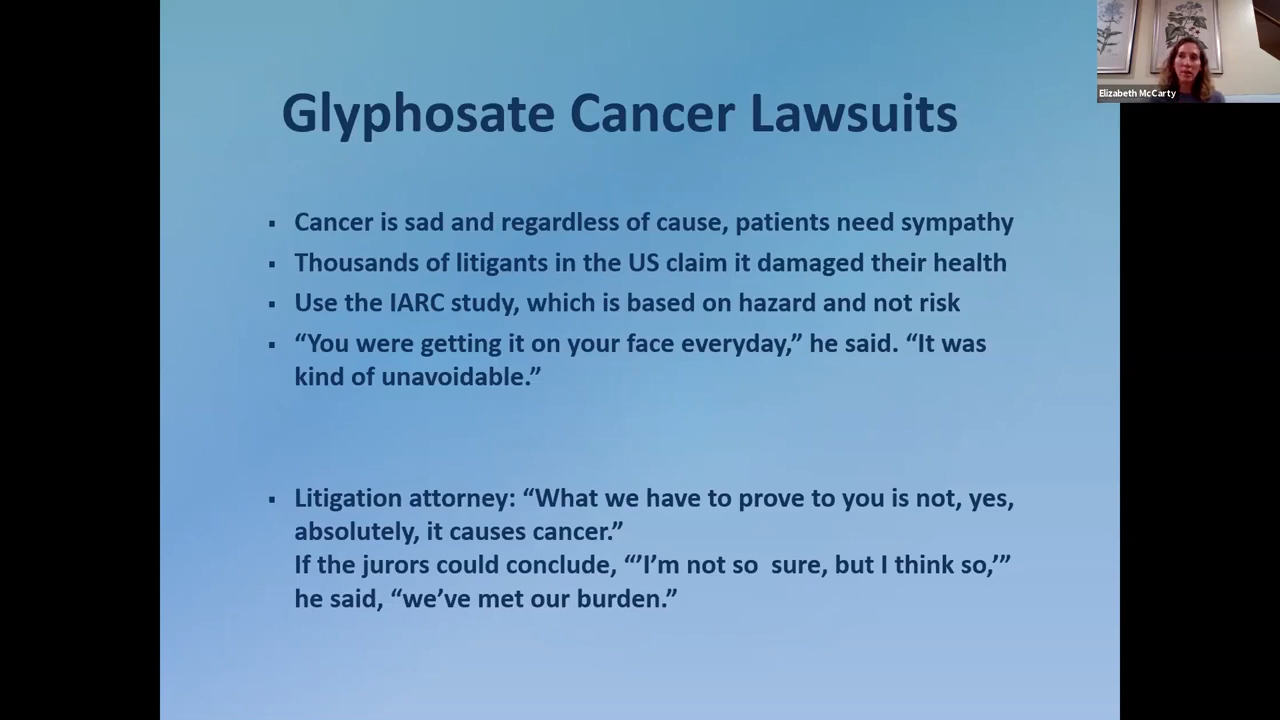 Elizabeth McCarty
Glyphosate Cancer Lawsuits
▪ Cancer is sad and regardless of cause, patients need sympathy
▪ Thousands of litigants in the US claim it damaged their health
▪ Use the IARC study, which is based on hazard and not risk
▪ “You were getting it on your face everyday,” he said. “It was
kind of unavoidable.”
▪ Litigation attorney: “What we have to prove to you is not, yes,
absolutely, it causes cancer.”
If the jurors could conclude, “’I’m not so  sure, but I think so,’”
he said, “we’ve met our burden.”